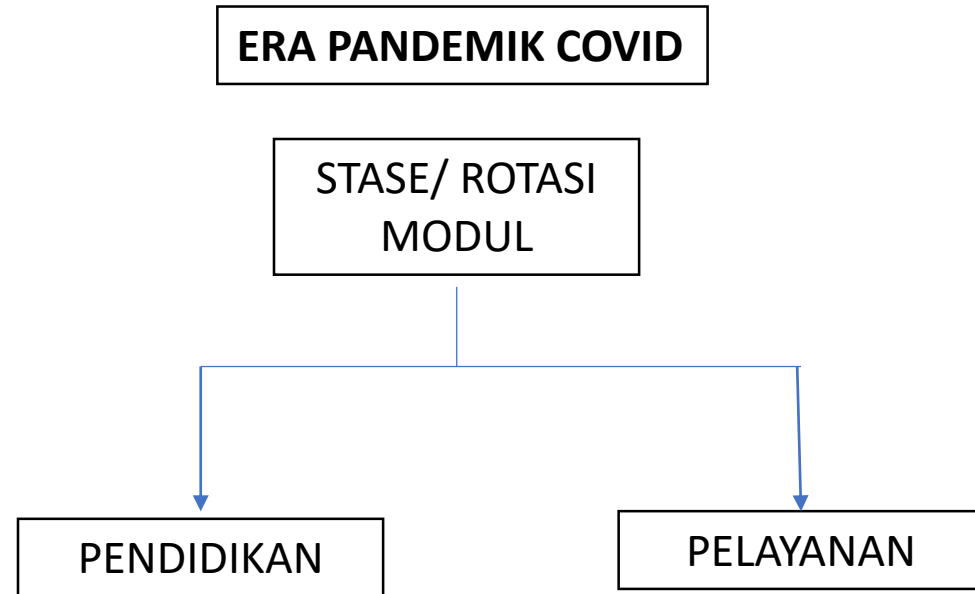 ERA PANDEMIK COVID
STASE/ ROTASI
MODUL
PENDIDIKAN
PELAYANAN